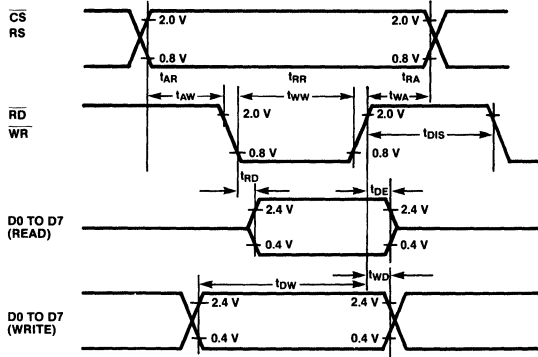 CS
RS
2.0 V 2.0 V
0.8 V 0.8 V
tAR tRR tRA
tAW tWW tWA
RD
WR
2.0 V 2.0 V
tDIS
0.8 V 0.8 V
tRD tDE
D0 TO D7
(READ)
2.4 V 2.4 V
0.4 V 0.4 V
tWD
tDW
D0 TO D7
(WRITE)
2.4 V 2.4 V
0.4 V 0.4 V